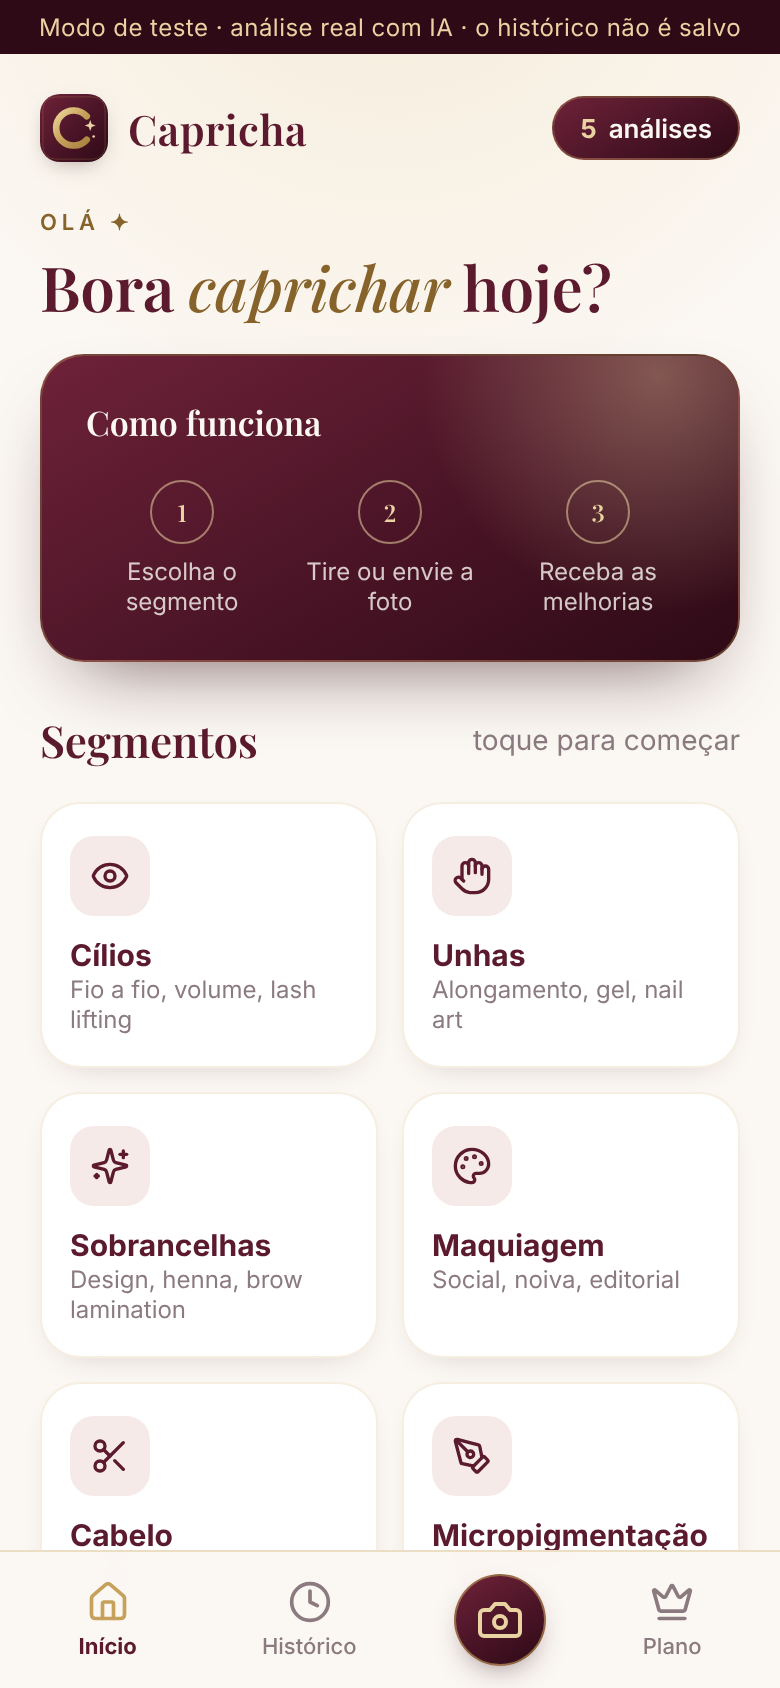 Modo de teste · análise real com IA · o histórico não é salvo
Capricha
5 análises
OLÁ ✦
Bora caprichar hoje?
Como funciona
1
Escolha o
segmento
2
Tire ou envie a
foto
3
Receba as
melhorias
Segmentos
toque para começar
Cílios
Fio a fio, volume, lash
lifting
Unhas
Alongamento, gel, nail
art
Sobrancelhas
Design, henna, brow
lamination
Maquiagem
Social, noiva, editorial
Cabelo
Micropigmentação
Início
Histórico
Plano